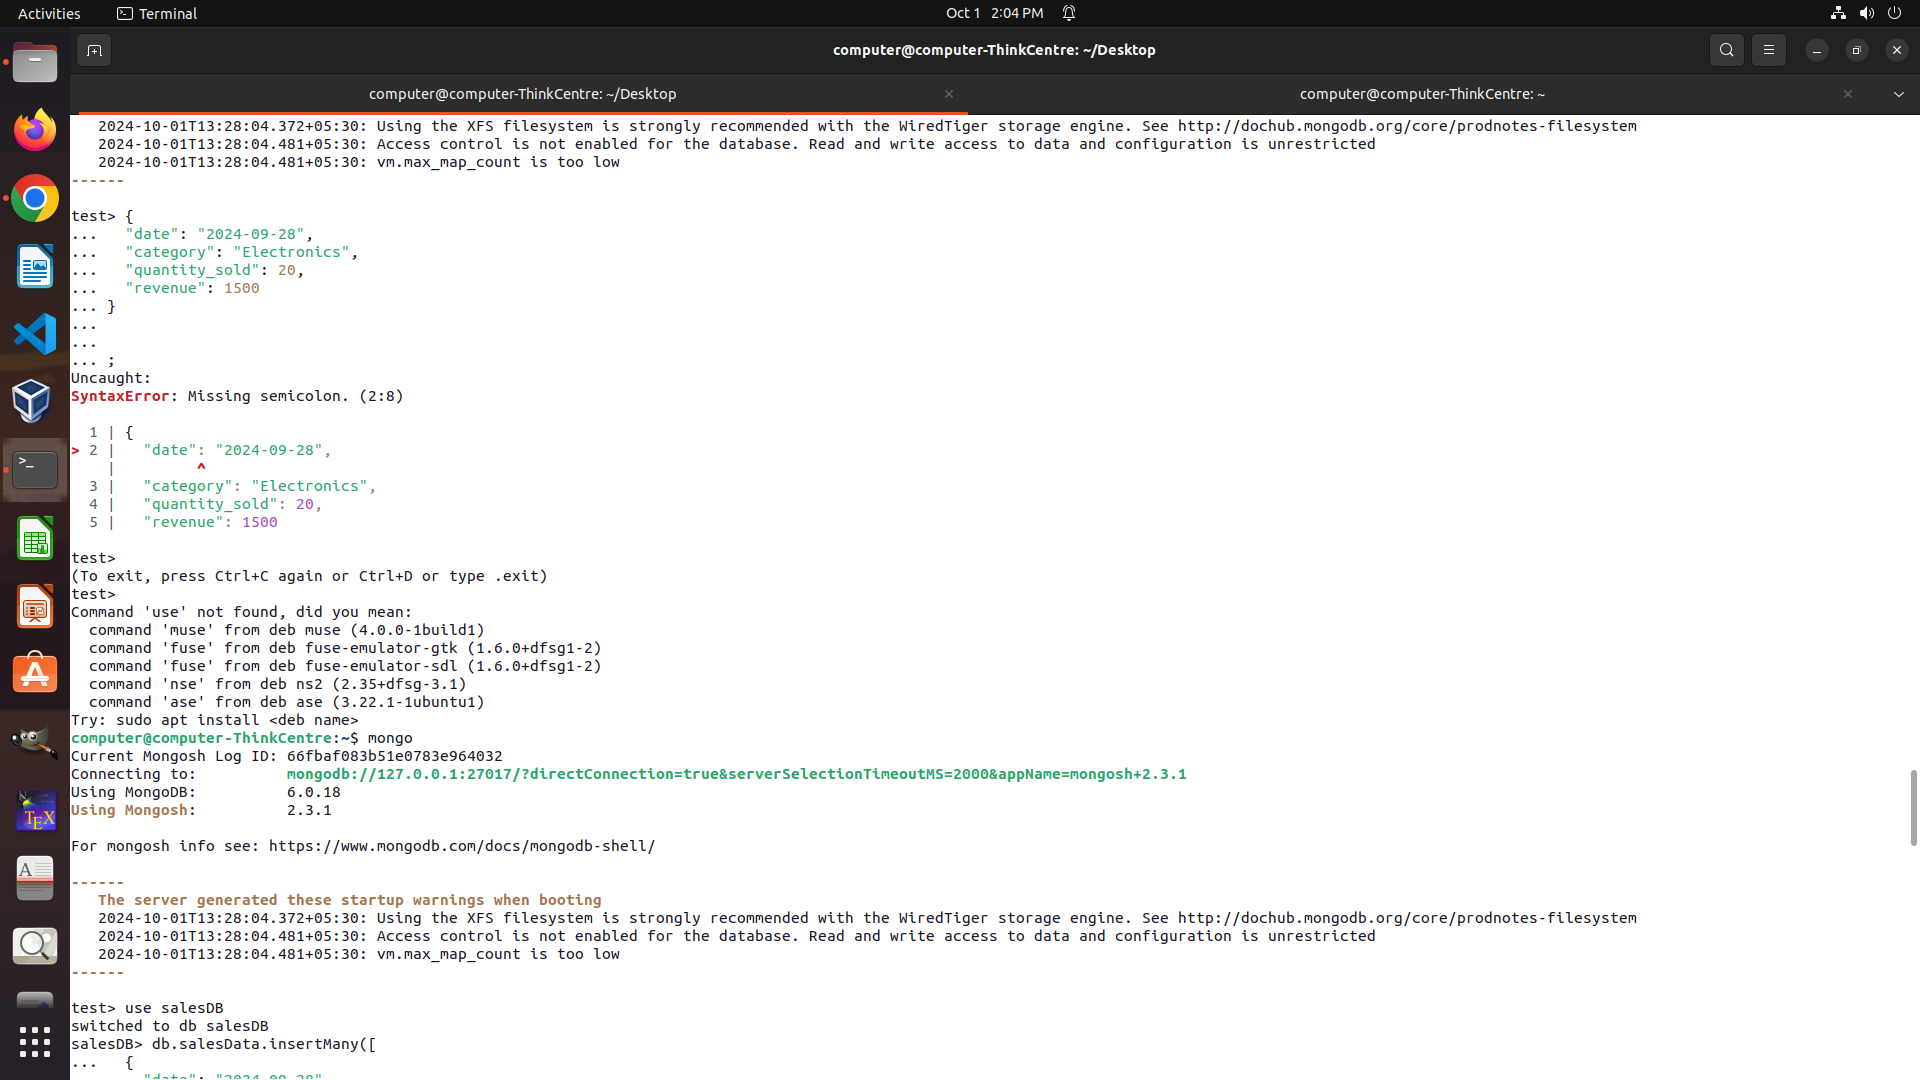 Activities
Terminal
Oct 1 2:04 PM
computer@computer-ThinkCentre: ~/Desktop
computer@computer-ThinkCentre: ~/Desktop
computer@computer-ThinkCentre: ~
2024-10-01T13:28:04.372+05:30: Using the XFS filesystem is strongly recommended with the WiredTiger storage engine. See http://dochub.mongodb.org/core/prodnotes-filesystem
2024-10-01T13:28:04.481+05:30: Access control is not enabled for the database. Read and write access to data and configuration is unrestricted
2024-10-01T13:28:04.481+05:30: vm.max_map_count is too low
------
test> {
...   "date": "2024-09-28",
...   "category": "Electronics",
...   "quantity_sold": 20,
...   "revenue": 1500
... }
...
...
... ;
Uncaught:
SyntaxError: Missing semicolon. (2:8)
  1 | {
> 2 |   "date": "2024-09-28",
    |         ^
  3 |   "category": "Electronics",
  4 |   "quantity_sold": 20,
  5 |   "revenue": 1500
test>
(To exit, press Ctrl+C again or Ctrl+D or type .exit)
test>
Command 'use' not found, did you mean:
  command 'muse' from deb muse (4.0.0-1build1)
  command 'fuse' from deb fuse-emulator-gtk (1.6.0+dfsg1-2)
  command 'fuse' from deb fuse-emulator-sdl (1.6.0+dfsg1-2)
  command 'nse' from deb ns2 (2.35+dfsg-3.1)
  command 'ase' from deb ase (3.22.1-1ubuntu1)
Try: sudo apt install <deb name>
computer@computer-ThinkCentre:~$ mongo
Current Mongosh Log ID: 66fbaf083b51e0783e964032
Connecting to:          mongodb://127.0.0.1:27017/?directConnection=true&serverSelectionTimeoutMS=2000&appName=mongosh+2.3.1
Using MongoDB:          6.0.18
Using Mongosh:          2.3.1
For mongosh info see: https://www.mongodb.com/docs/mongodb-shell/
------
   The server generated these startup warnings when booting
   2024-10-01T13:28:04.372+05:30: Using the XFS filesystem is strongly recommended with the WiredTiger storage engine. See http://dochub.mongodb.org/core/prodnotes-filesystem
   2024-10-01T13:28:04.481+05:30: Access control is not enabled for the database. Read and write access to data and configuration is unrestricted
   2024-10-01T13:28:04.481+05:30: vm.max_map_count is too low
------
test> use salesDB
switched to db salesDB
salesDB> db.salesData.insertMany([
...   {
"date": "2024-09-28"